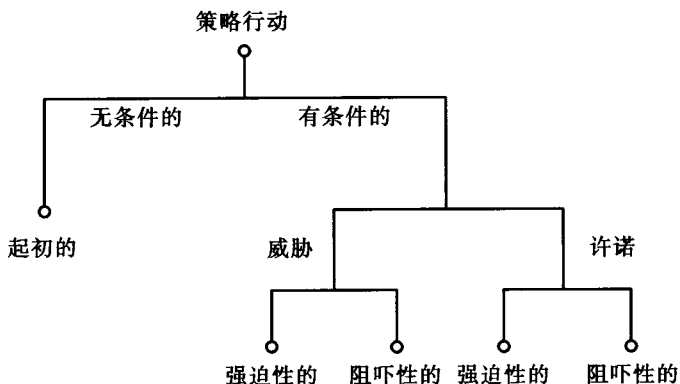 策略行动
无条件的 有条件的
起初的 威胁 许诺
强迫性的 阻吓性的 强迫性的 阻吓性的